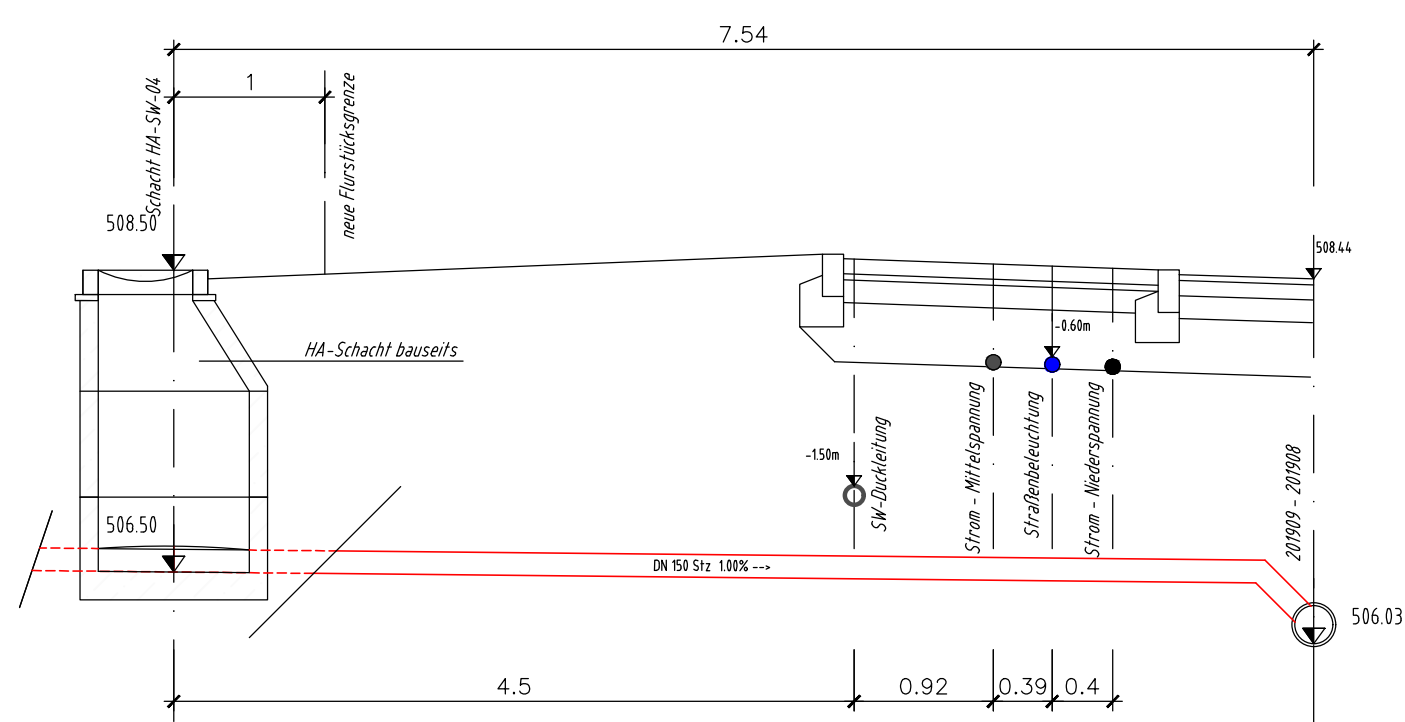 7.54
1
Schacht HA-SW-04
neue Flurstücksgrenze
508.50
508.44
HA-Schacht bauseits
-0.60m
-1.50m
SW-Duckleitung
Strom - Mittelspannung
Straßenbeleuchtung
Strom - Niederspannung
201909 - 201908
506.50
DN 150 Stz 1.00% -->
506.03
4.5
0.92
0.39
0.4